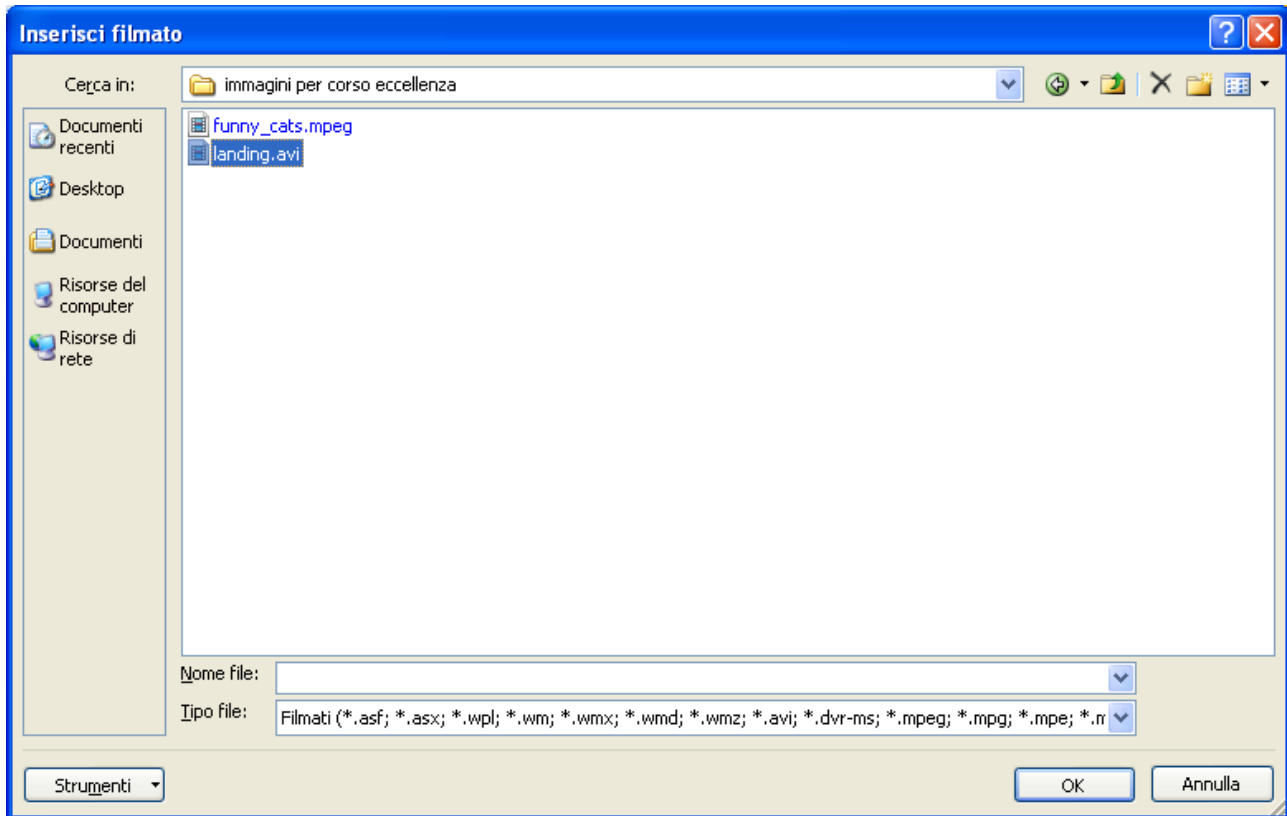 Inserisci filmato
Cerca in:
immagini per corso eccellenza
Documenti
recenti
Desktop
Documenti
Risorse del
computer
Risorse di
rete
funny_cats.mpeg
landing.avi
Nome file:
Tipo file:
Filmati (*.asf; *.asx; *.wpl; *.wm; *.wmx; *.wmd; *.wmz; *.avi; *.dvr-ms; *.mpeg; *.mpg; *.mpe; *.m
Strumenti
OK
Annulla